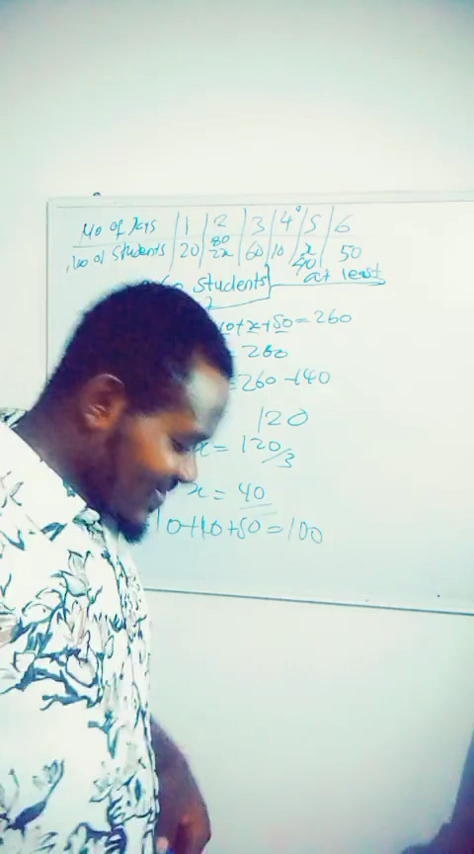 No of Days | 1 | 2 | 3 | 4 | 5 | 6
No of Students | 20 | 80 2x | 60 | 10 | x 40 | 50
Students at least
+x+50=260
= 260
=260-140
120
x= 120/3
x= 40
10+40+50=100